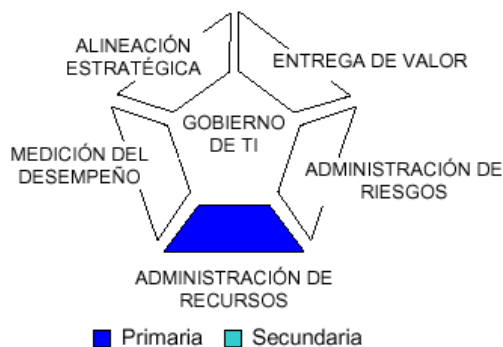 ALINEACIÓN
ESTRATÉGICA
ENTREGA DE VALOR
GOBIERNO
DE TI
MEDICIÓN DEL
DESEMPEÑO
ADMINISTRACIÓN DE
RIESGOS
ADMINISTRACIÓN DE
RECURSOS
Primaria Secundaria